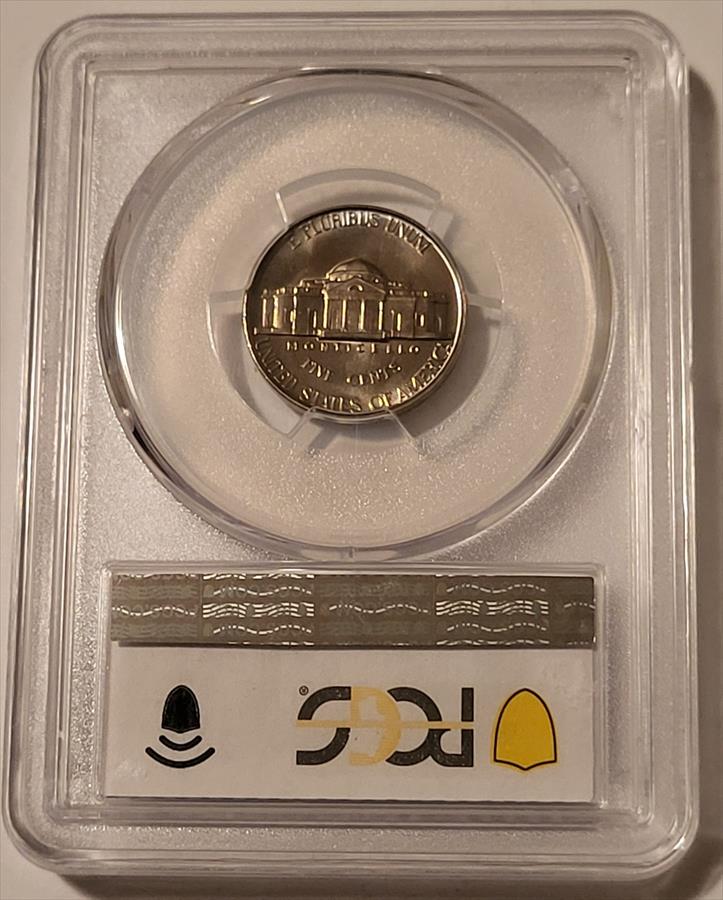 E PLURIBUS UNUM
MONTICELLO
FIVE CENTS
UNITED STATES OF AMERICA
PCGS
®